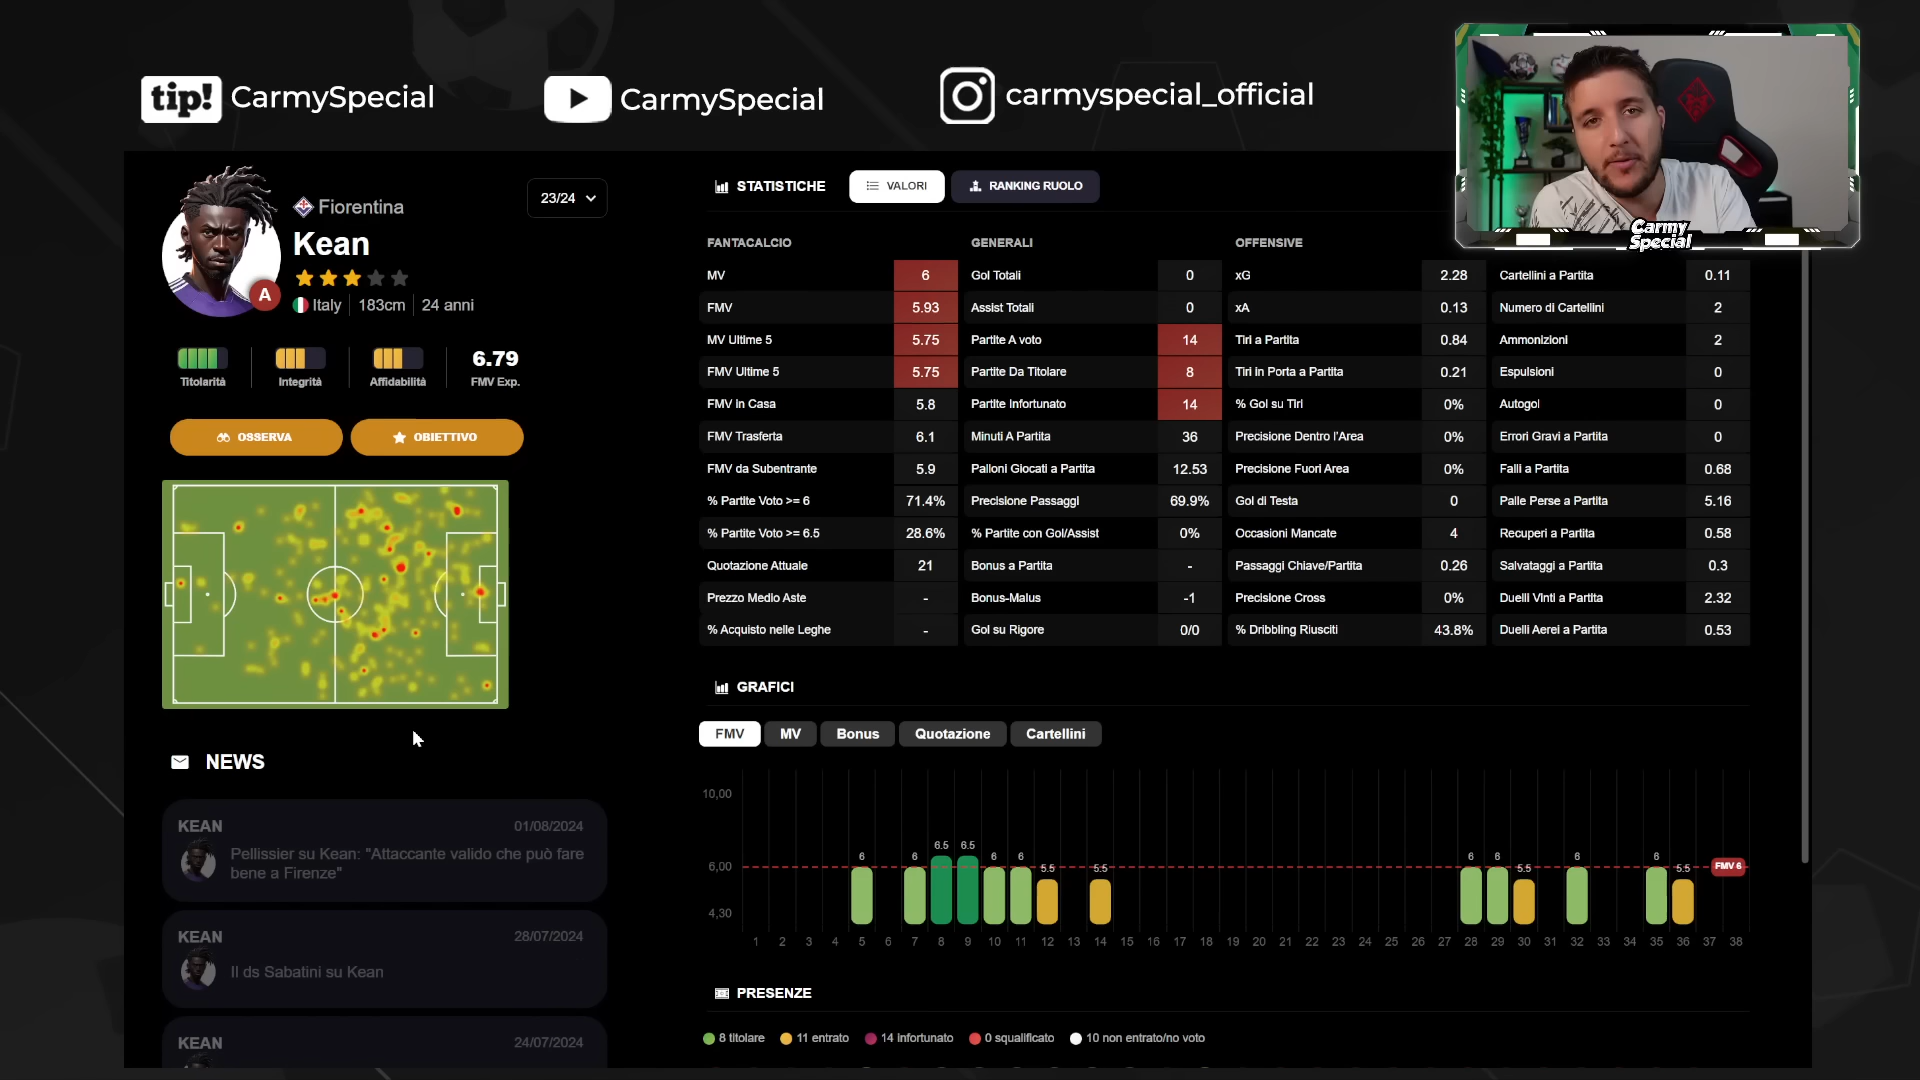 tip! CarmySpecial
CarmySpecial
carmyspecial_official
Carmy
Special
Fiorentina
Kean
A
Italy 183cm 24 anni
23/24
Titolarità
Integrità
Affidabilità
6.79
FMV Exp.
OSSERVA
OBIETTIVO
NEWS
KEAN 01/08/2024
Pellissier su Kean: "Attaccante valido che può fare
bene a Firenze"
KEAN 28/07/2024
Il ds Sabatini su Kean
KEAN 24/07/2024
STATISTICHE VALORI RANKING RUOLO
FANTACALCIO GENERALI OFFENSIVE
MV 6 Gol Totali 0 xG 2.28 Cartellini a Partita 0.11
FMV 5.93 Assist Totali 0 xA 0.13 Numero di Cartellini 2
MV Ultime 5 5.75 Partite A voto 14 Tiri a Partita 0.84 Ammonizioni 2
FMV Ultime 5 5.75 Partite Da Titolare 8 Tiri in Porta a Partita 0.21 Espulsioni 0
FMV in Casa 5.8 Partite Infortunato 14 % Gol su Tiri 0% Autogol 0
FMV Trasferta 6.1 Minuti A Partita 36 Precisione Dentro l'Area 0% Errori Gravi a Partita 0
FMV da Subentrante 5.9 Palloni Giocati a Partita 12.53 Precisione Fuori Area 0% Falli a Partita 0.68
% Partite Voto >= 6 71.4% Precisione Passaggi 69.9% Gol di Testa 0 Palle Perse a Partita 5.16
% Partite Voto >= 6.5 28.6% % Partite con Gol/Assist 0% Occasioni Mancate 4 Recuperi a Partita 0.58
Quotazione Attuale 21 Bonus a Partita - Passaggi Chiave/Partita 0.26 Salvataggi a Partita 0.3
Prezzo Medio Aste - Bonus-Malus -1 Precisione Cross 0% Duelli Vinti a Partita 2.32
% Acquisto nelle Leghe - Gol su Rigore 0/0 % Dribbling Riusciti 43.8% Duelli Aerei a Partita 0.53
GRAFICI
FMV MV Bonus Quotazione Cartellini
10,00
6,00
4,30
6 6 6.5 6.5 6 6 5.5 5.5 6 6 5.5 6 6 5.5
FMV 6
1 2 3 4 5 6 7 8 9 10 11 12 13 14 15 16 17 18 19 20 21 22 23 24 25 26 27 28 29 30 31 32 33 34 35 36 37 38
PRESENZE
8 titolare 11 entrato 14 infortunato 0 squalificato 10 non entrato/no voto